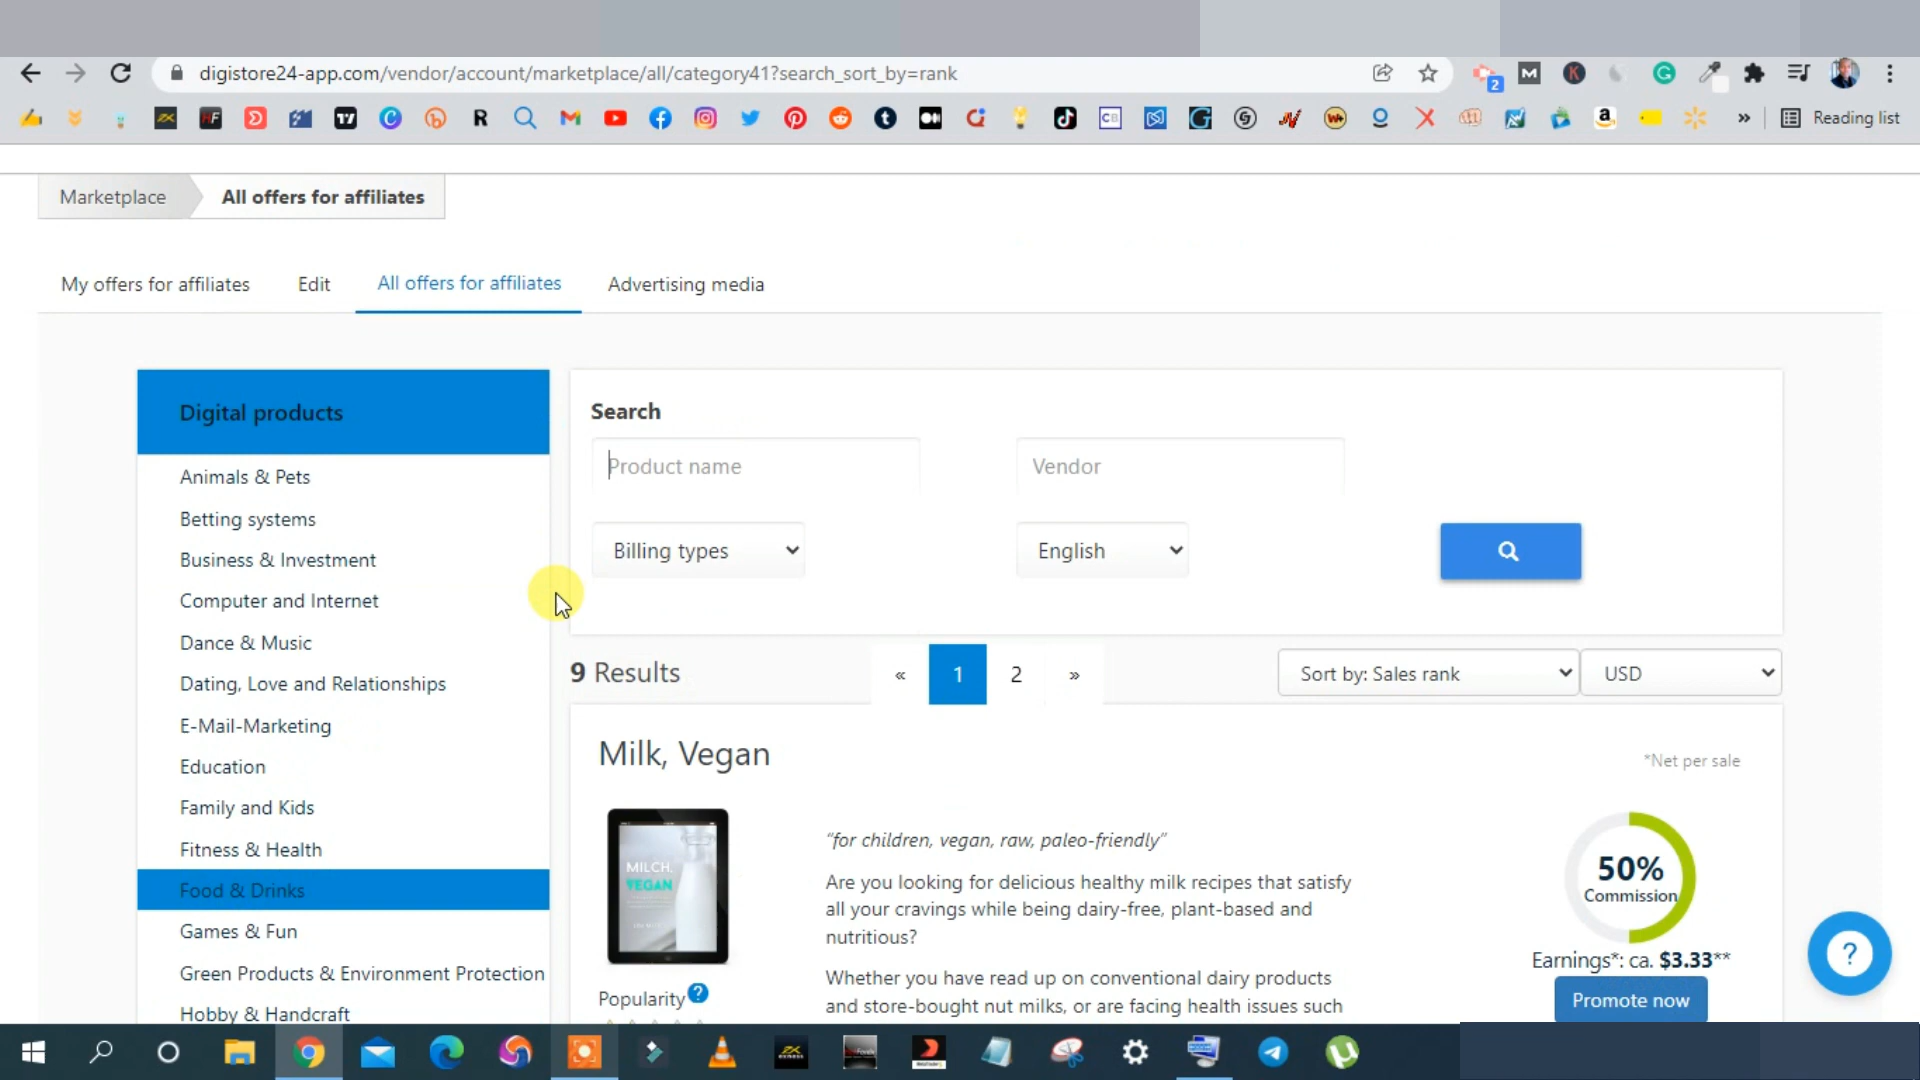 digistore24-app.com/vendor/account/marketplace/all/category41?search_sort_by=rank
2
Reading list
Marketplace
All offers for affiliates
My offers for affiliates
Edit
All offers for affiliates
Advertising media
Digital products
Animals & Pets
Betting systems
Business & Investment
Computer and Internet
Dance & Music
Dating, Love and Relationships
E-Mail-Marketing
Education
Family and Kids
Fitness & Health
Food & Drinks
Games & Fun
Green Products & Environment Protection
Hobby & Handcraft
Search
Product name
Vendor
Billing types
English
9 Results
« 1 2 »
Sort by: Sales rank
USD
Milk, Vegan
*Net per sale
MILCH,
VEGAN
“for children, vegan, raw, paleo-friendly”
Are you looking for delicious healthy milk recipes that satisfy
all your cravings while being dairy-free, plant-based and
nutritious?
Whether you have read up on conventional dairy products
and store-bought nut milks, or are facing health issues such
Popularity ?
50%
Commission
Earnings*: ca. $3.33**
Promote now
?